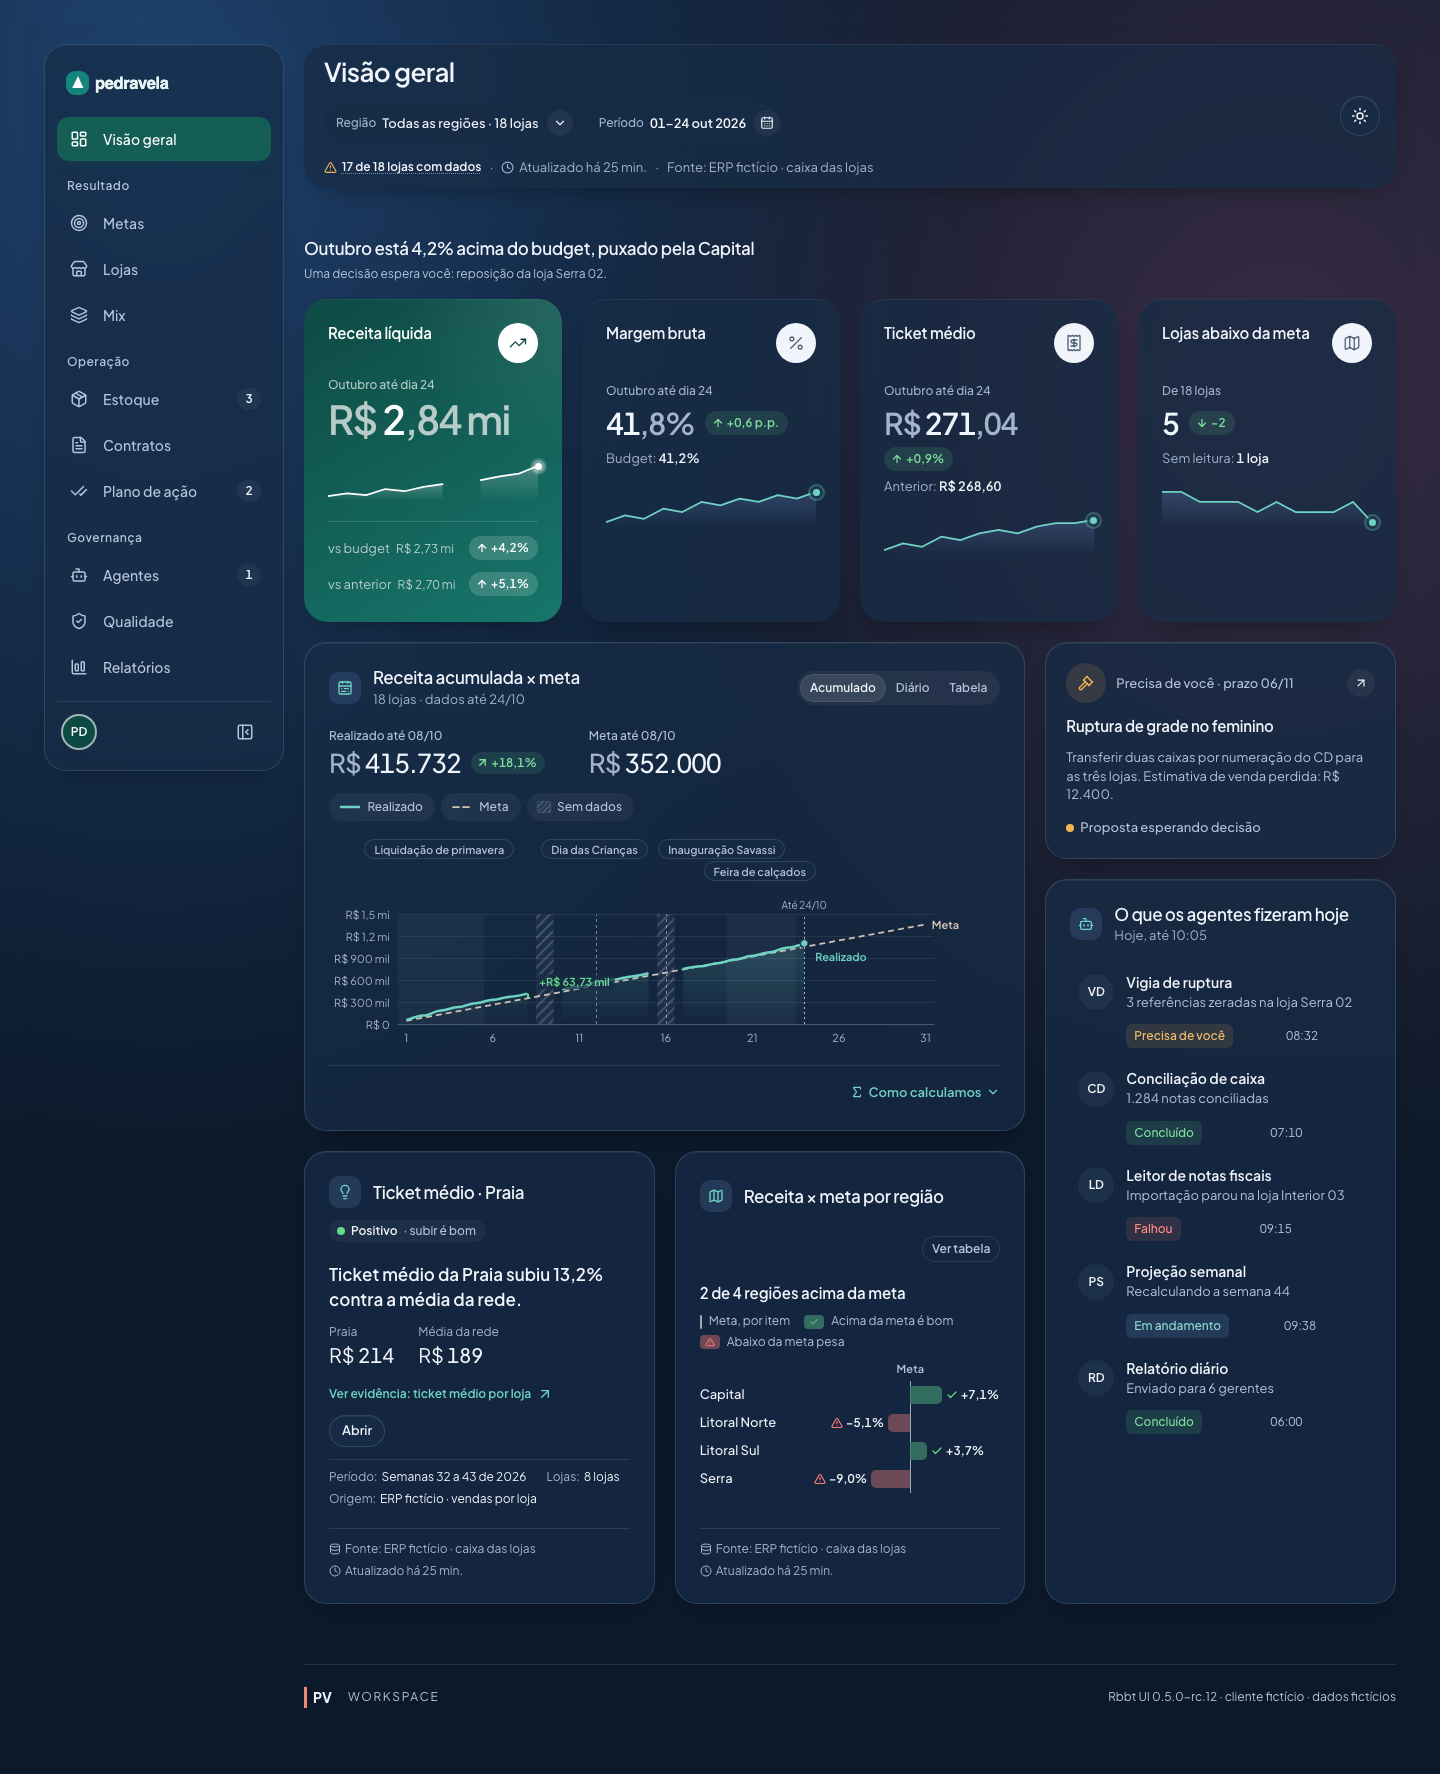 pedravela
Visão geral
Resultado
Metas
Lojas
Mix
Operação
Estoque 3
Contratos
Plano de ação 2
Governança
Agentes 1
Qualidade
Relatórios
PD
Visão geral
Região Todas as regiões · 18 lojas Período 01–24 out 2026
17 de 18 lojas com dados · Atualizado há 25 min. · Fonte: ERP fictício · caixa das lojas
Outubro está 4,2% acima do budget, puxado pela Capital
Uma decisão espera você: reposição da loja Serra 02.
Receita líquida
Outubro até dia 24
R$ 2,84 mi
vs budget R$ 2,73 mi +4,2%
vs anterior R$ 2,70 mi +5,1%
Margem bruta
Outubro até dia 24
41,8% +0,6 p.p.
Budget: 41,2%
Ticket médio
Outubro até dia 24
R$ 271,04
+0,9%
Anterior: R$ 268,60
Lojas abaixo da meta
De 18 lojas
5 −2
Sem leitura: 1 loja
Receita acumulada × meta
18 lojas · dados até 24/10
Acumulado Diário Tabela
Realizado até 08/10 Meta até 08/10
R$ 415.732 +18,1% R$ 352.000
Realizado Meta Sem dados
Liquidação de primavera Dia das Crianças Inauguração Savassi
Feira de calçados
Até 24/10
R$ 1,5 mi
R$ 1,2 mi
R$ 900 mil
R$ 600 mil
R$ 300 mil
R$ 0
Meta
Realizado
+R$ 63,73 mil
1 6 11 16 21 26 31
Como calculamos
Precisa de você · prazo 06/11
Ruptura de grade no feminino
Transferir duas caixas por numeração do CD para
as três lojas. Estimativa de venda perdida: R$
12.400.
Proposta esperando decisão
O que os agentes fizeram hoje
Hoje, até 10:05
VD Vigia de ruptura
3 referências zeradas na loja Serra 02
Precisa de você 08:32
CD Conciliação de caixa
1.284 notas conciliadas
Concluído 07:10
LD Leitor de notas fiscais
Importação parou na loja Interior 03
Falhou 09:15
PS Projeção semanal
Recalculando a semana 44
Em andamento 09:38
RD Relatório diário
Enviado para 6 gerentes
Concluído 06:00
Ticket médio · Praia
Positivo · subir é bom
Ticket médio da Praia subiu 13,2%
contra a média da rede.
Praia Média da rede
R$ 214 R$ 189
Ver evidência: ticket médio por loja
Abrir
Período: Semanas 32 a 43 de 2026 Lojas: 8 lojas
Origem: ERP fictício · vendas por loja
Fonte: ERP fictício · caixa das lojas
Atualizado há 25 min.
Receita × meta por região
Ver tabela
2 de 4 regiões acima da meta
Meta, por item Acima da meta é bom
Abaixo da meta pesa
Meta
Capital +7,1%
Litoral Norte −5,1%
Litoral Sul +3,7%
Serra −9,0%
Fonte: ERP fictício · caixa das lojas
Atualizado há 25 min.
PV WORKSPACE
Rbbt UI 0.5.0-rc.12 · cliente fictício · dados fictícios